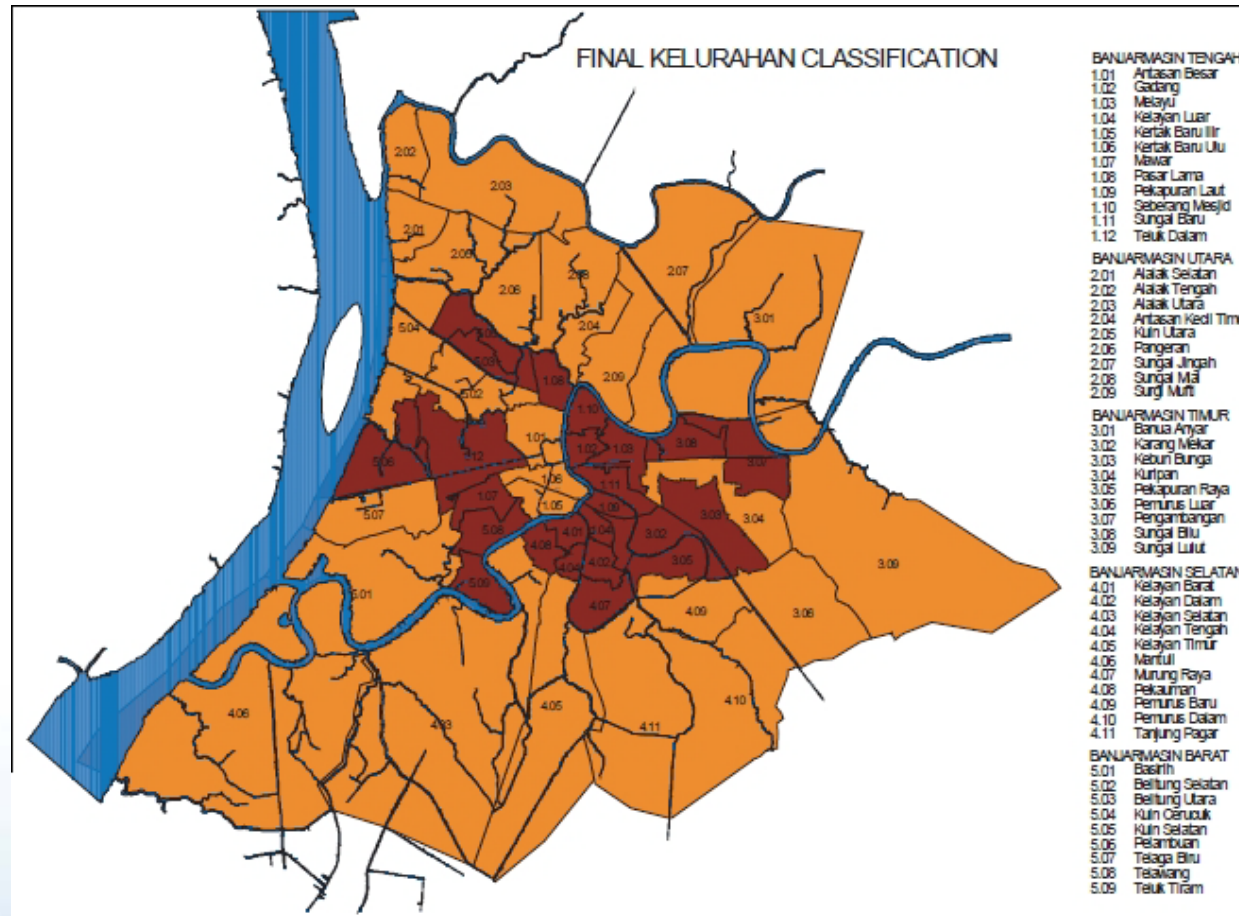 FINAL KELURAHAN CLASSIFICATION
BANJARMASIN TENGAH
1.01 Antasan Besar
1.02 Gadang
1.03 Melayu
1.04 Kelayan Luar
1.05 Kertak Baru Ilir
1.06 Kertak Baru Ulu
1.07 Mawar
1.08 Pasar Lama
1.09 Pekapuran Laut
1.10 Seberang Mesjid
1.11 Sungai Baru
1.12 Teluk Dalam
BANJARMASIN UTARA
2.01 Alalak Selatan
2.02 Alalak Tengah
2.03 Alalak Utara
2.04 Antasan Kecil Timu
2.05 Kuin Utara
2.06 Pangeran
2.07 Sungai Jingah
2.08 Sungai Miai
2.09 Surgi Mufti
BANJARMASIN TIMUR
3.01 Banua Anyar
3.02 Karang Mekar
3.03 Kebun Bunga
3.04 Kuripan
3.05 Pekapuran Raya
3.06 Pemurus Luar
3.07 Pengambangan
3.08 Sungai Bilu
3.09 Sungai Lulut
BANJARMASIN SELATAN
4.01 Kelayan Barat
4.02 Kelayan Dalam
4.03 Kelayan Selatan
4.04 Kelayan Tengah
4.05 Kelayan Timur
4.06 Mantuil
4.07 Murung Raya
4.08 Pekauman
4.09 Pemurus Baru
4.10 Pemurus Dalam
4.11 Tanjung Pagar
BANJARMASIN BARAT
5.01 Basirih
5.02 Belitung Selatan
5.03 Belitung Utara
5.04 Kuin Cerucuk
5.05 Kuin Selatan
5.06 Pelambuan
5.07 Telaga Biru
5.08 Telawang
5.09 Teluk Tiram
2.02
2.03
2.01
2.05
2.06
2.08
2.07
2.04
3.01
5.04
5.05
5.03
1.08
2.09
5.02
1.10
1.01
1.02
1.03
3.08
3.07
5.06
1.12
1.06
1.11
1.07
1.05
1.09
3.03
3.04
5.07
5.08
4.08
4.01
1.04
3.02
4.04
4.02
3.05
3.09
5.09
5.01
4.07
4.09
3.06
4.06
4.03
4.05
4.11
4.10